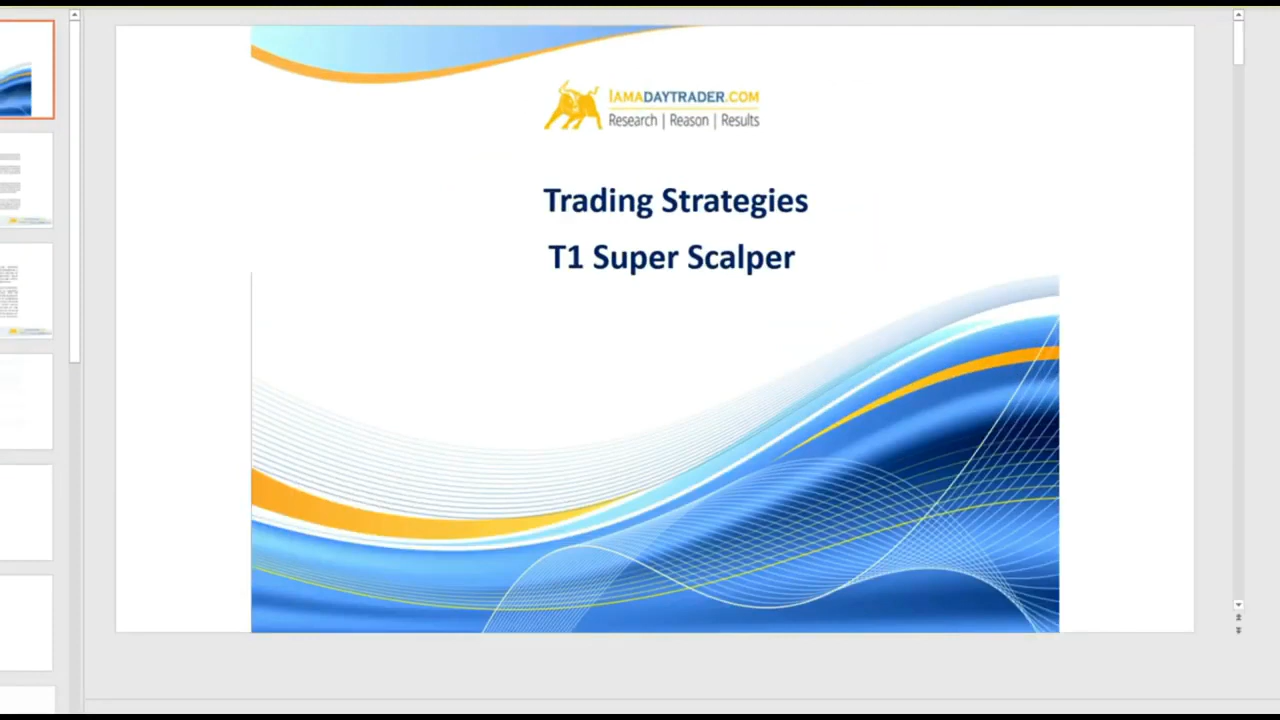 IAMADAYTRADER.COM
Research | Reason | Results
Trading Strategies
T1 Super Scalper